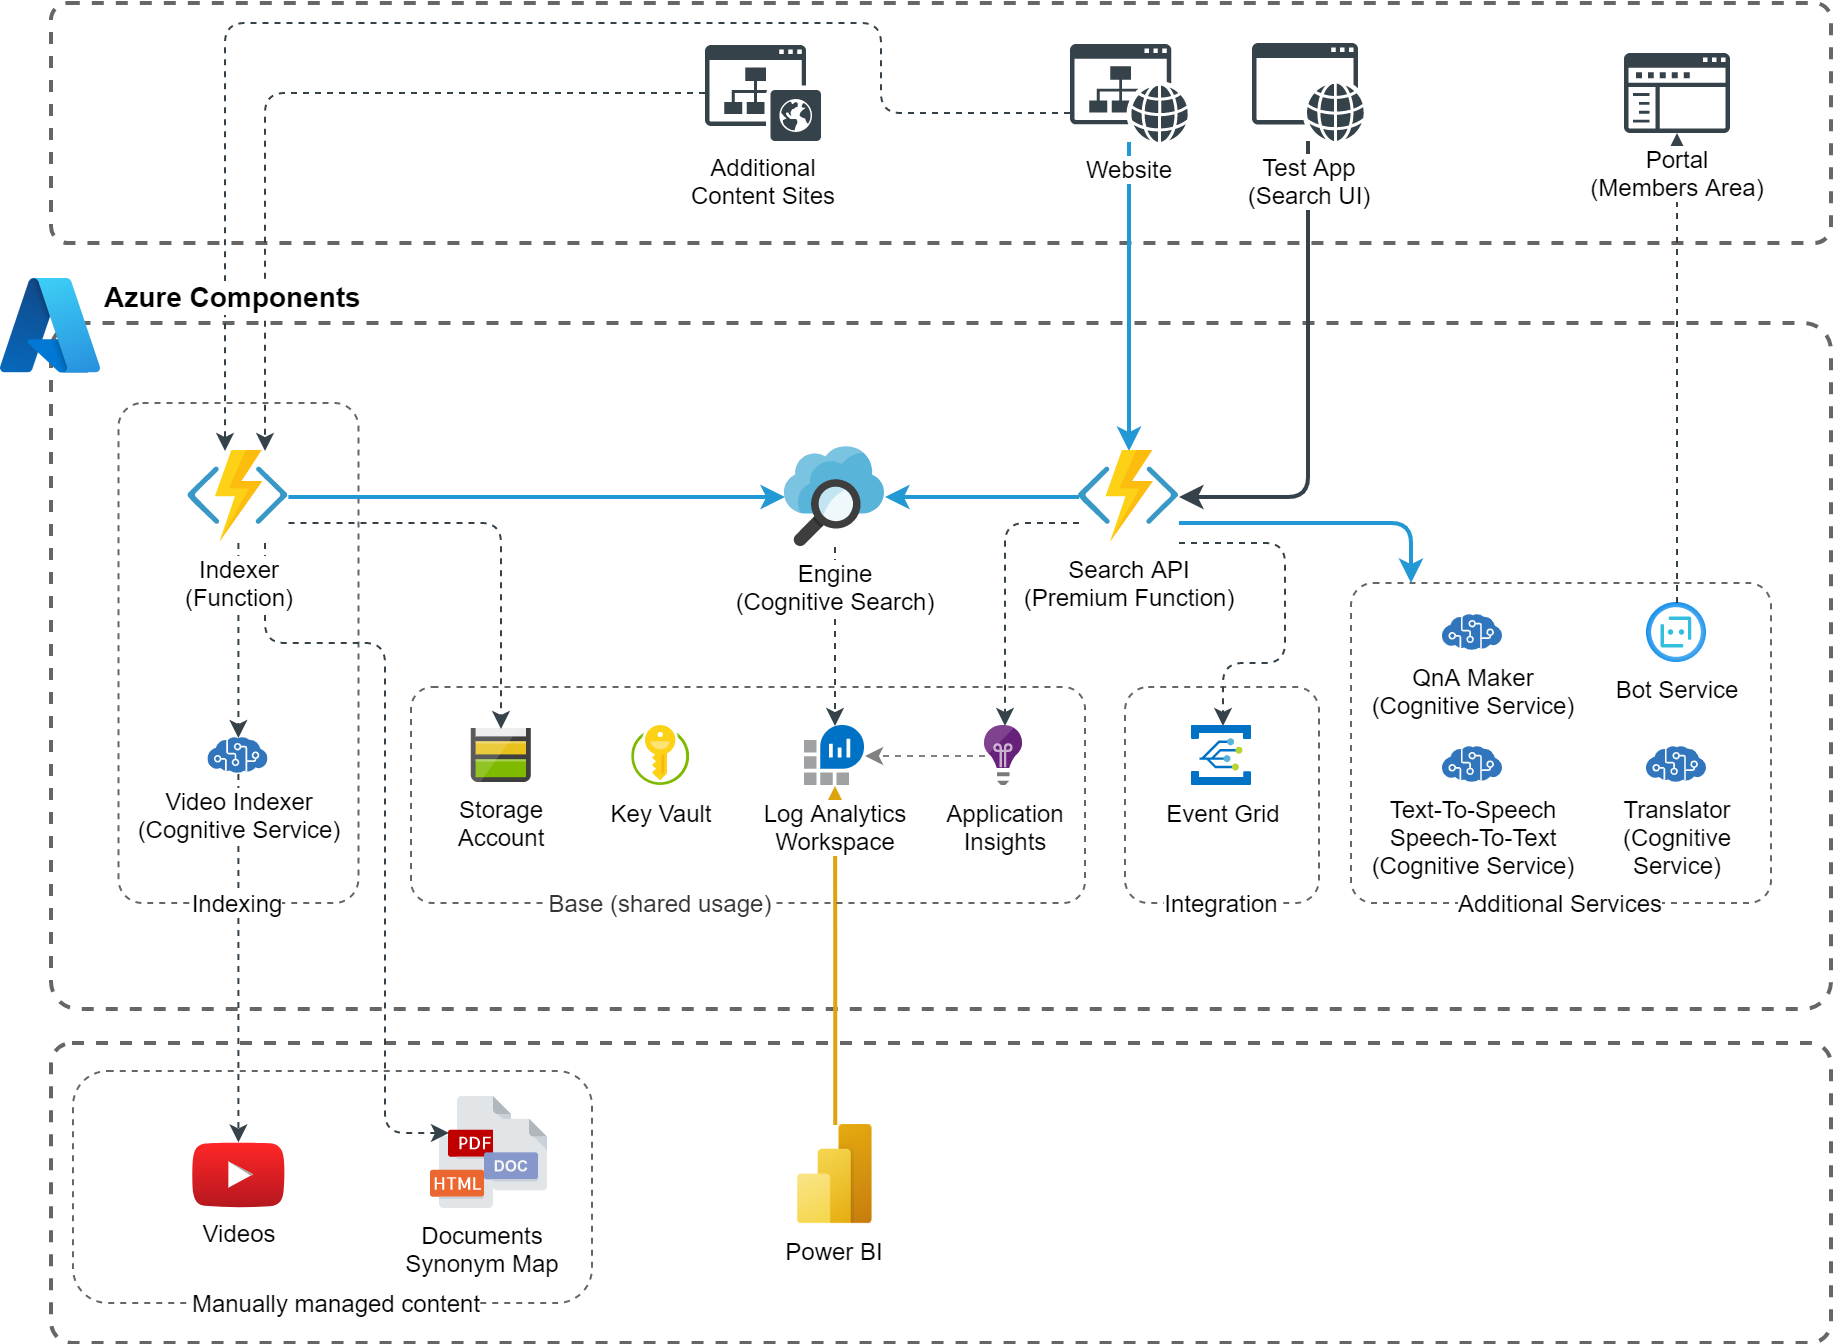 Additional
Content Sites
Website
Test App
(Search UI)
Portal
(Members Area)
Azure Components
Indexer
(Function)
Engine
(Cognitive Search)
Search API
(Premium Function)
QnA Maker
(Cognitive Service)
Bot Service
Video Indexer
(Cognitive Service)
Storage
Account
Key Vault
Log Analytics
Workspace
Application
Insights
Event Grid
Text-To-Speech
Speech-To-Text
(Cognitive Service)
Translator
(Cognitive
Service)
Indexing
Base (shared usage)
Integration
Additional Services
PDF
DOC
HTML
Videos
Documents
Synonym Map
Power BI
Manually managed content